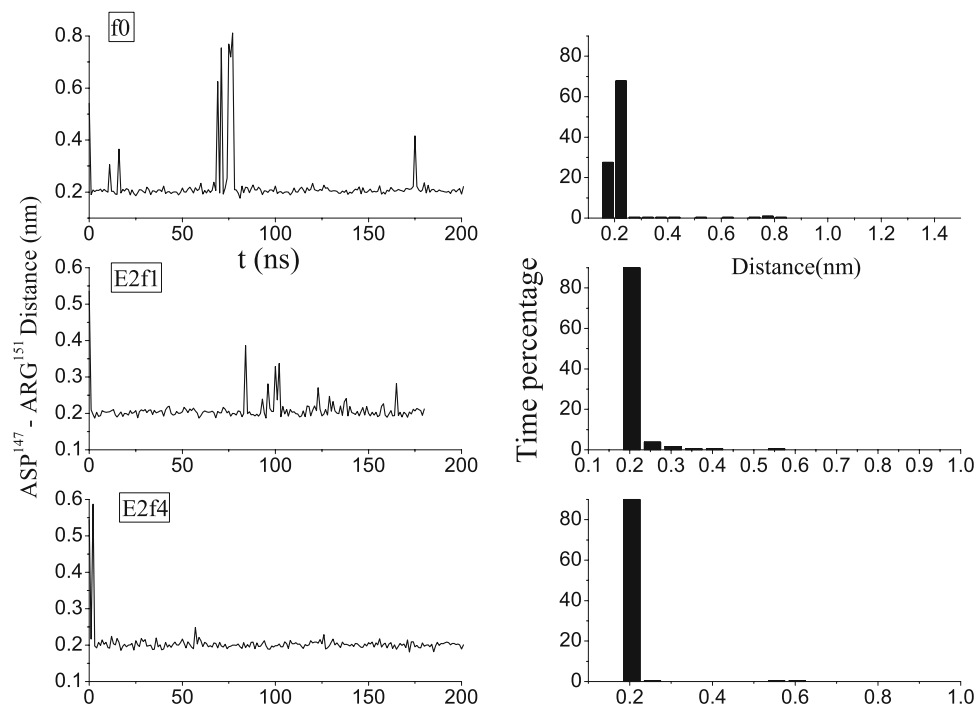 ASP147 - ARG151 Distance (nm)
f0
0.8
0.6
0.4
0.2
0 50 100 150 200
t (ns)
80
60
40
20
0
0.2 0.4 0.6 0.8 1.0 1.2 1.4
Distance(nm)
E2f1
0.6
0.5
0.4
0.3
0.2
0.1
0 50 100 150 200
Time percentage
80
60
40
20
0
0.1 0.2 0.3 0.4 0.5 0.6 0.7 0.8 0.9 1.0
E2f4
0.6
0.5
0.4
0.3
0.2
0.1
0 50 100 150 200
80
60
40
20
0
0.2 0.4 0.6 0.8 1.0